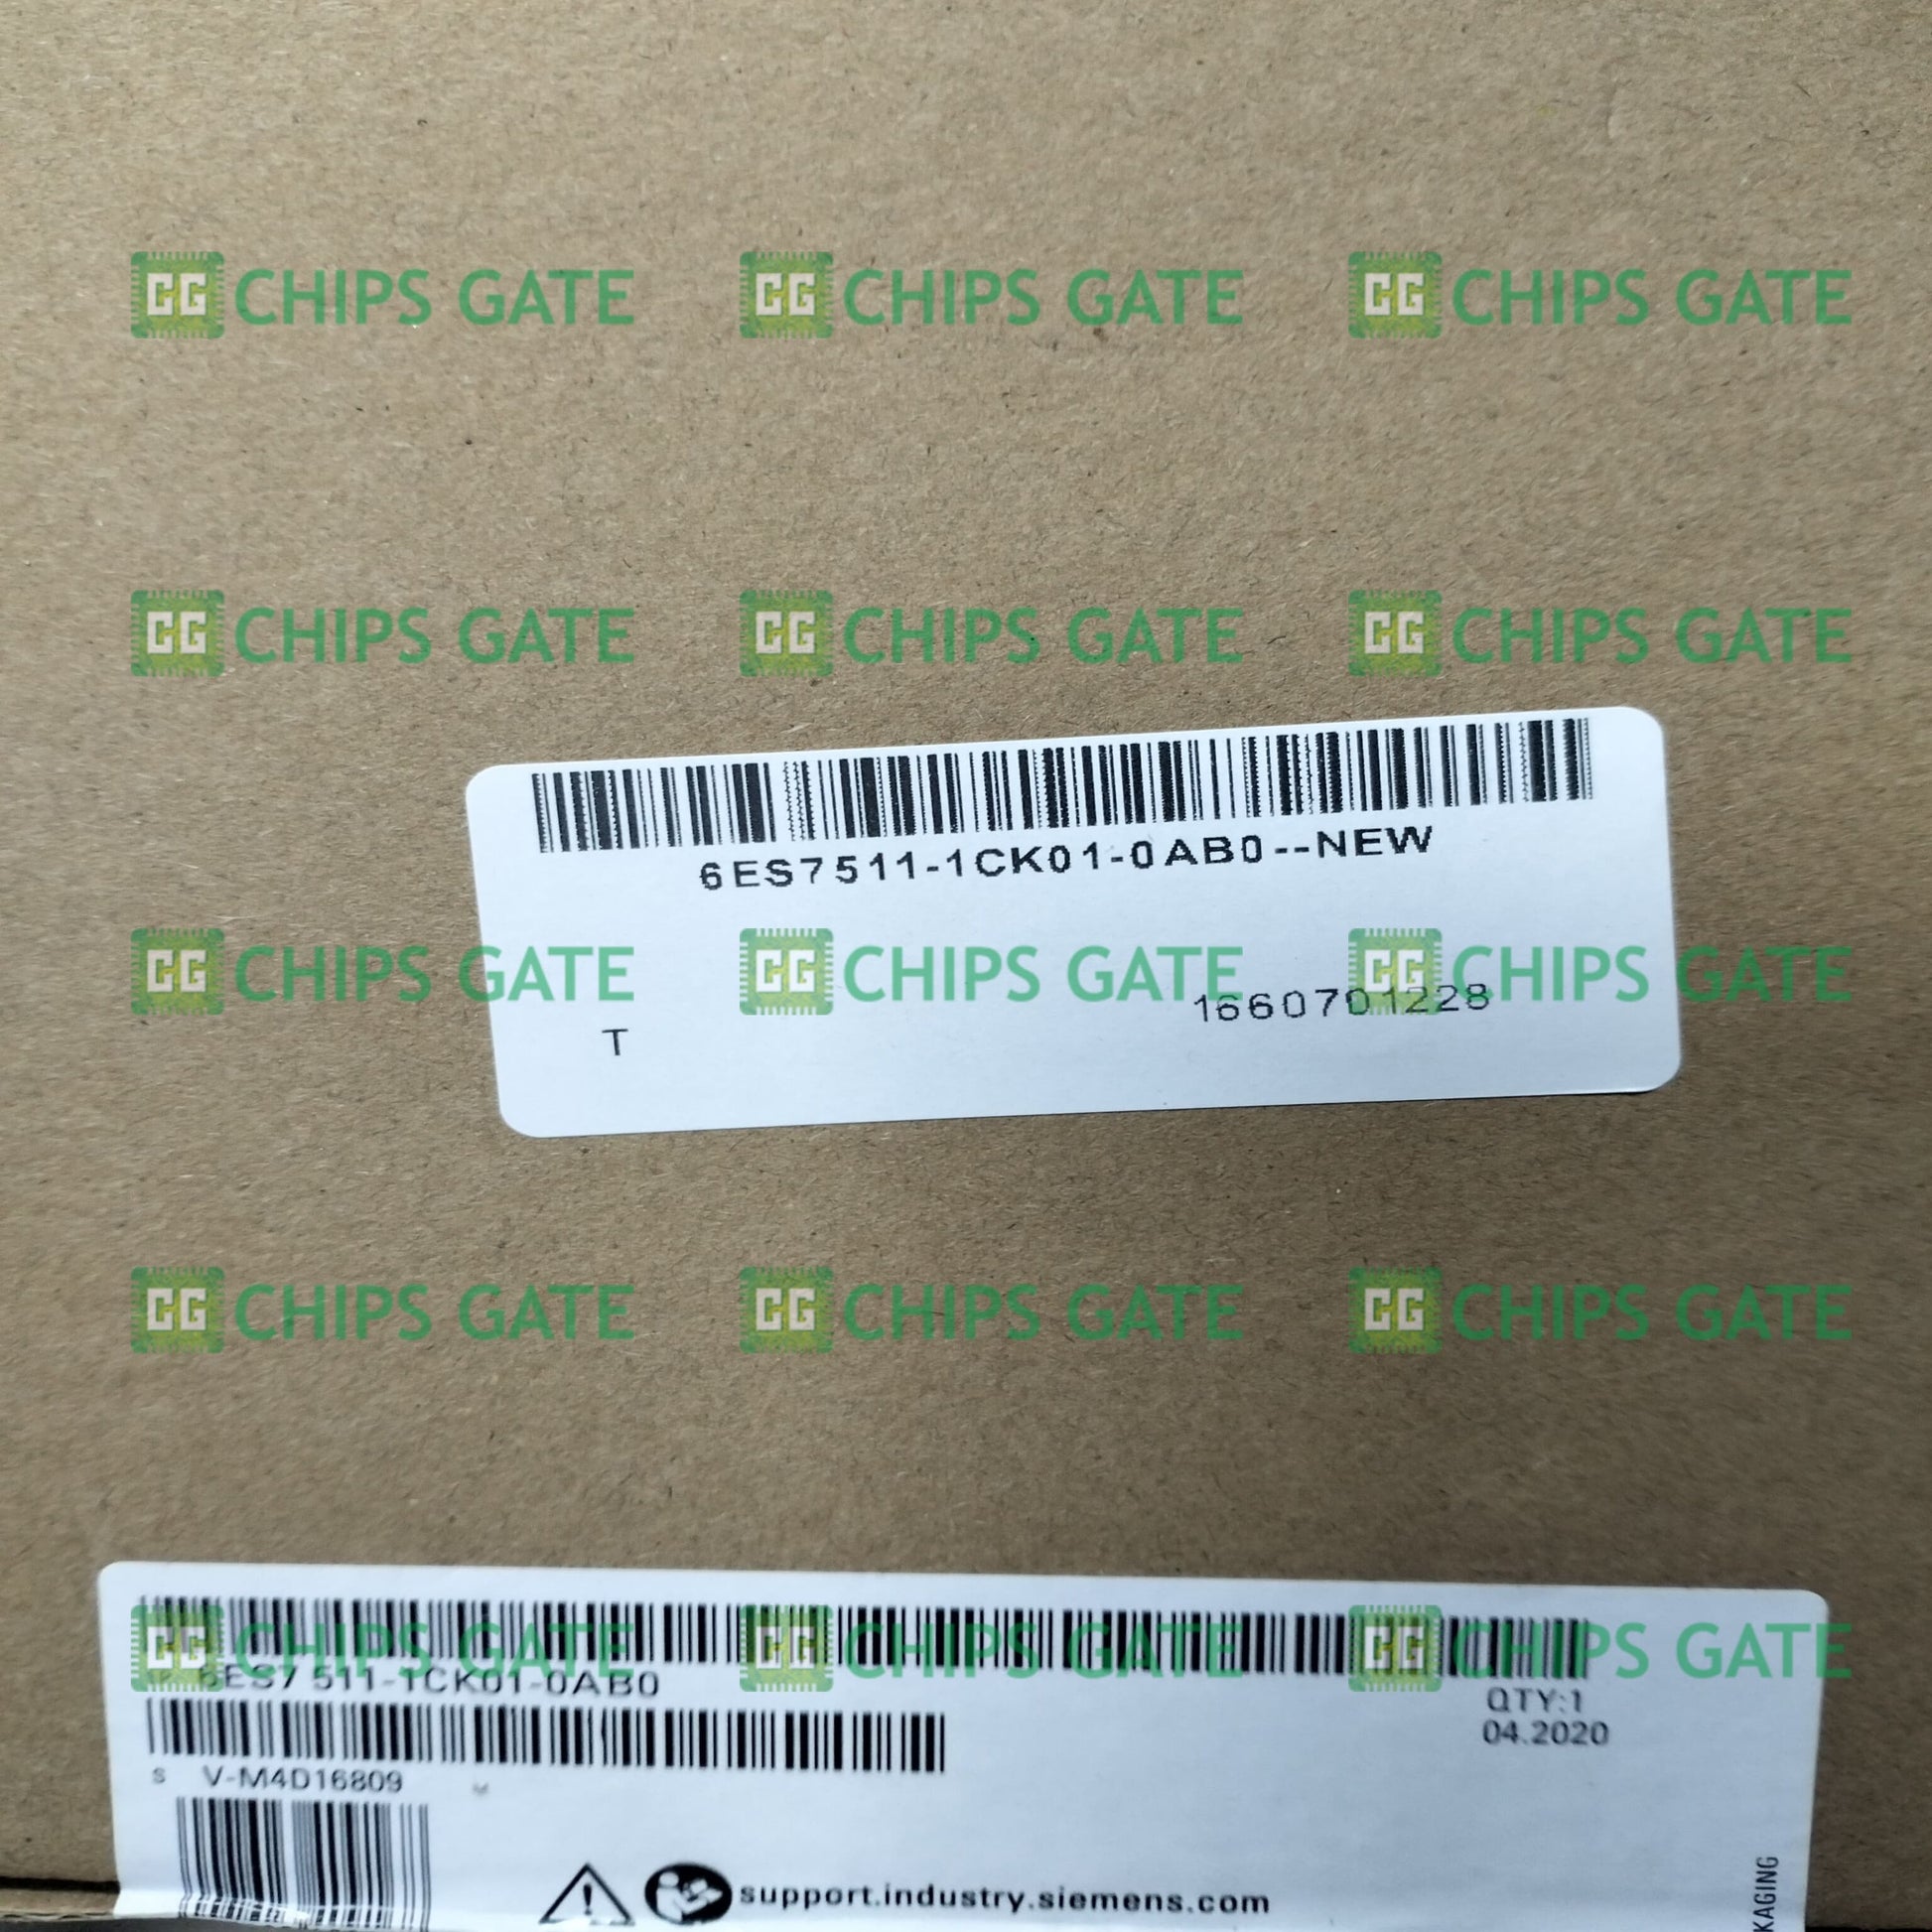 CG CHIPS GATE CG CHIPS GATE CG CHIPS GATE
CG CHIPS GATE CG CHIPS GATE CG CHIPS GATE
6ES7511-1CK01-0AB0--NEW
CG CHIPS GATE CG CHIPS GATE CG CHIPS GATE
1660701228
T
CG CHIPS GATE CG CHIPS GATE CG CHIPS GATE
CG CHIPS GATE CG CHIPS GATE CG CHIPS GATE
6ES7 511-1CK01-0AB0
QTY:1
04.2020
S V-M4D16809
support.industry.siemens.com